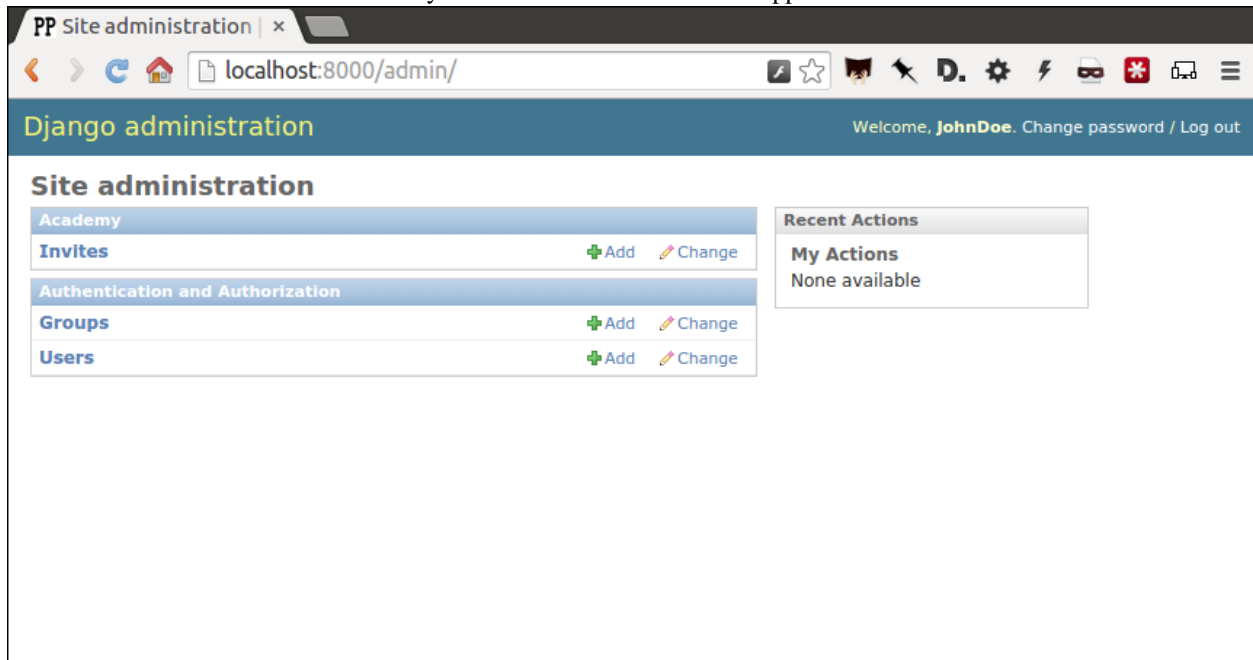 PP Site administration | ×
localhost:8000/admin/
D.
Django administration
Welcome, JohnDoe. Change password / Log out
Site administration
Academy
Invites Add Change
Authentication and Authorization
Groups Add Change
Users Add Change
Recent Actions
My Actions
None available